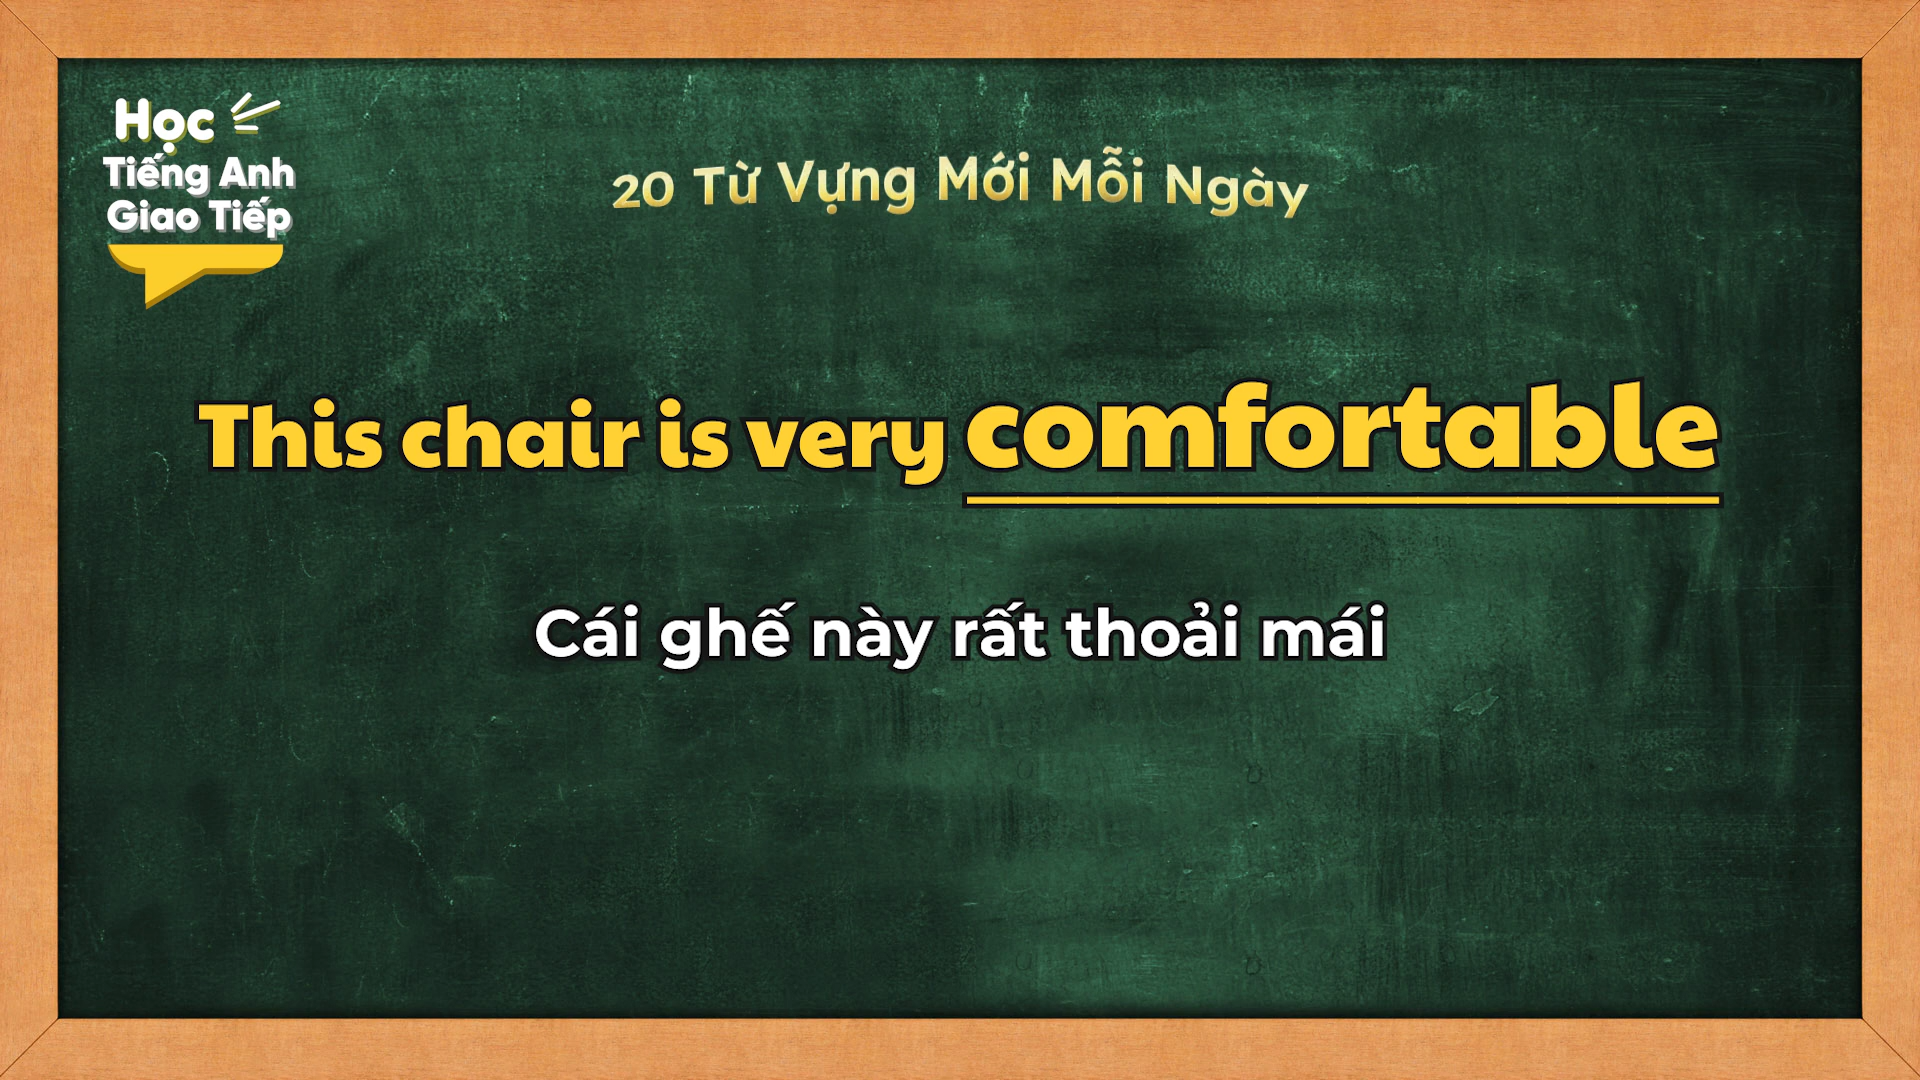 Học
Tiếng Anh
Giao Tiếp
20 Từ Vựng Mới Mỗi Ngày
This chair is very comfortable
Cái ghế này rất thoải mái